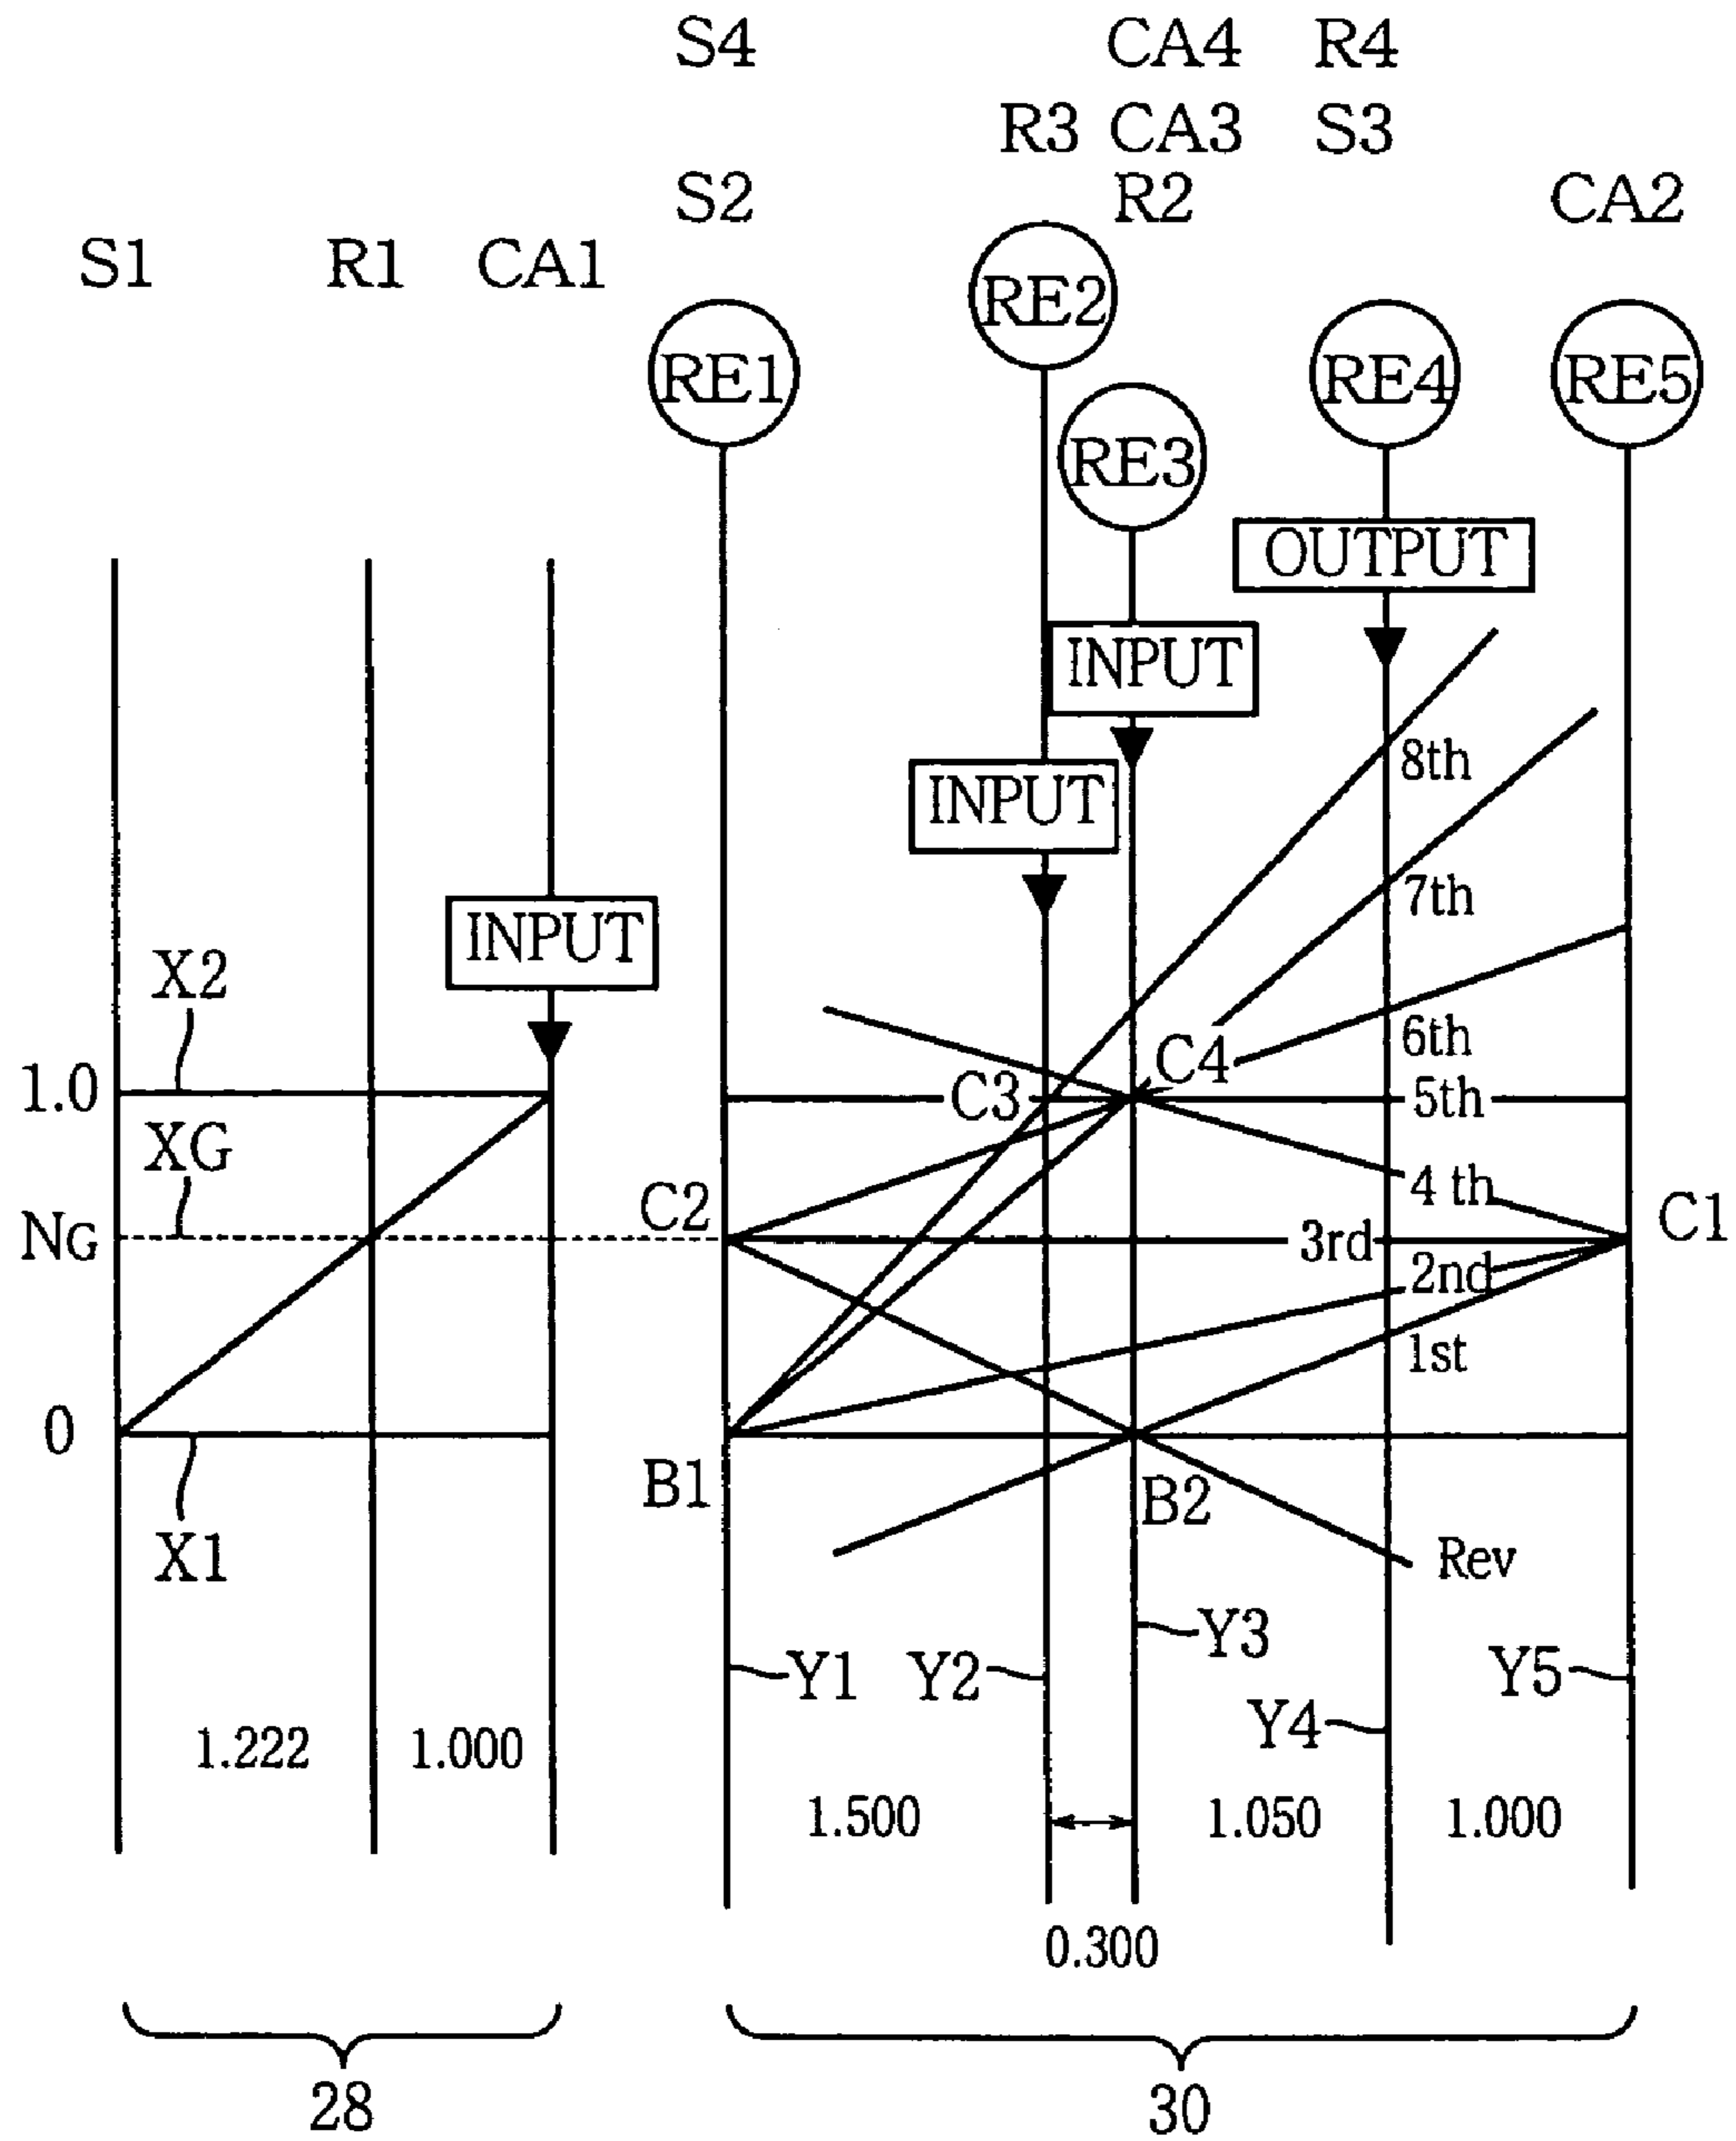 S4 CA4 R4
R3 CA3 S3
S2 R2 CA2
S1 R1 CA1
RE2
RE1 RE4 RE5
RE3
OUTPUT
INPUT
8th
INPUT
7th
INPUT
X2
6th
C4
1.0 C3 5th
XG
4 th
C2 C1
NG 3rd
2nd
1st
0
B1 B2
X1 Rev
Y3
Y1 Y2 Y5
Y4
1.222 1.000
1.500 1.050 1.000
0.300
28 30